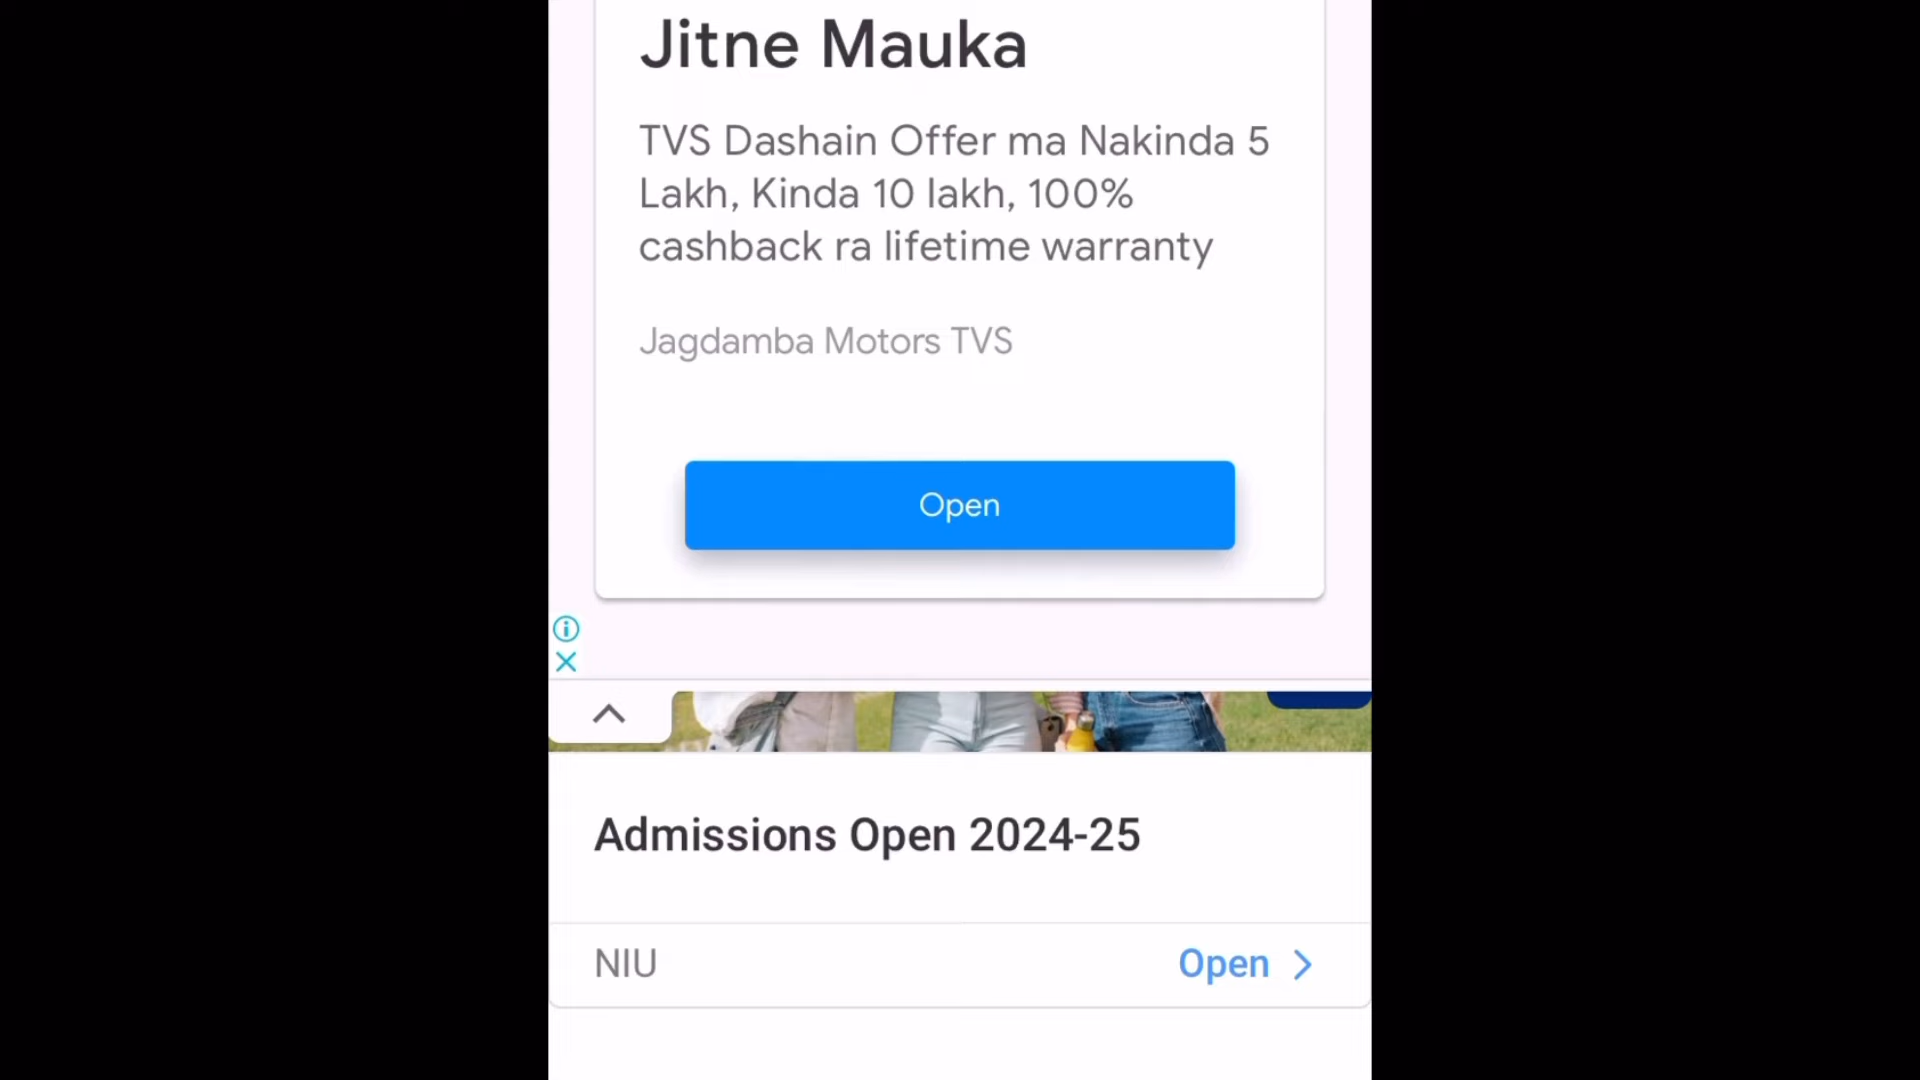 Jitne Mauka
TVS Dashain Offer ma Nakinda 5
Lakh, Kinda 10 lakh, 100%
cashback ra lifetime warranty
Jagdamba Motors TVS
Open
Admissions Open 2024-25
NIU
Open